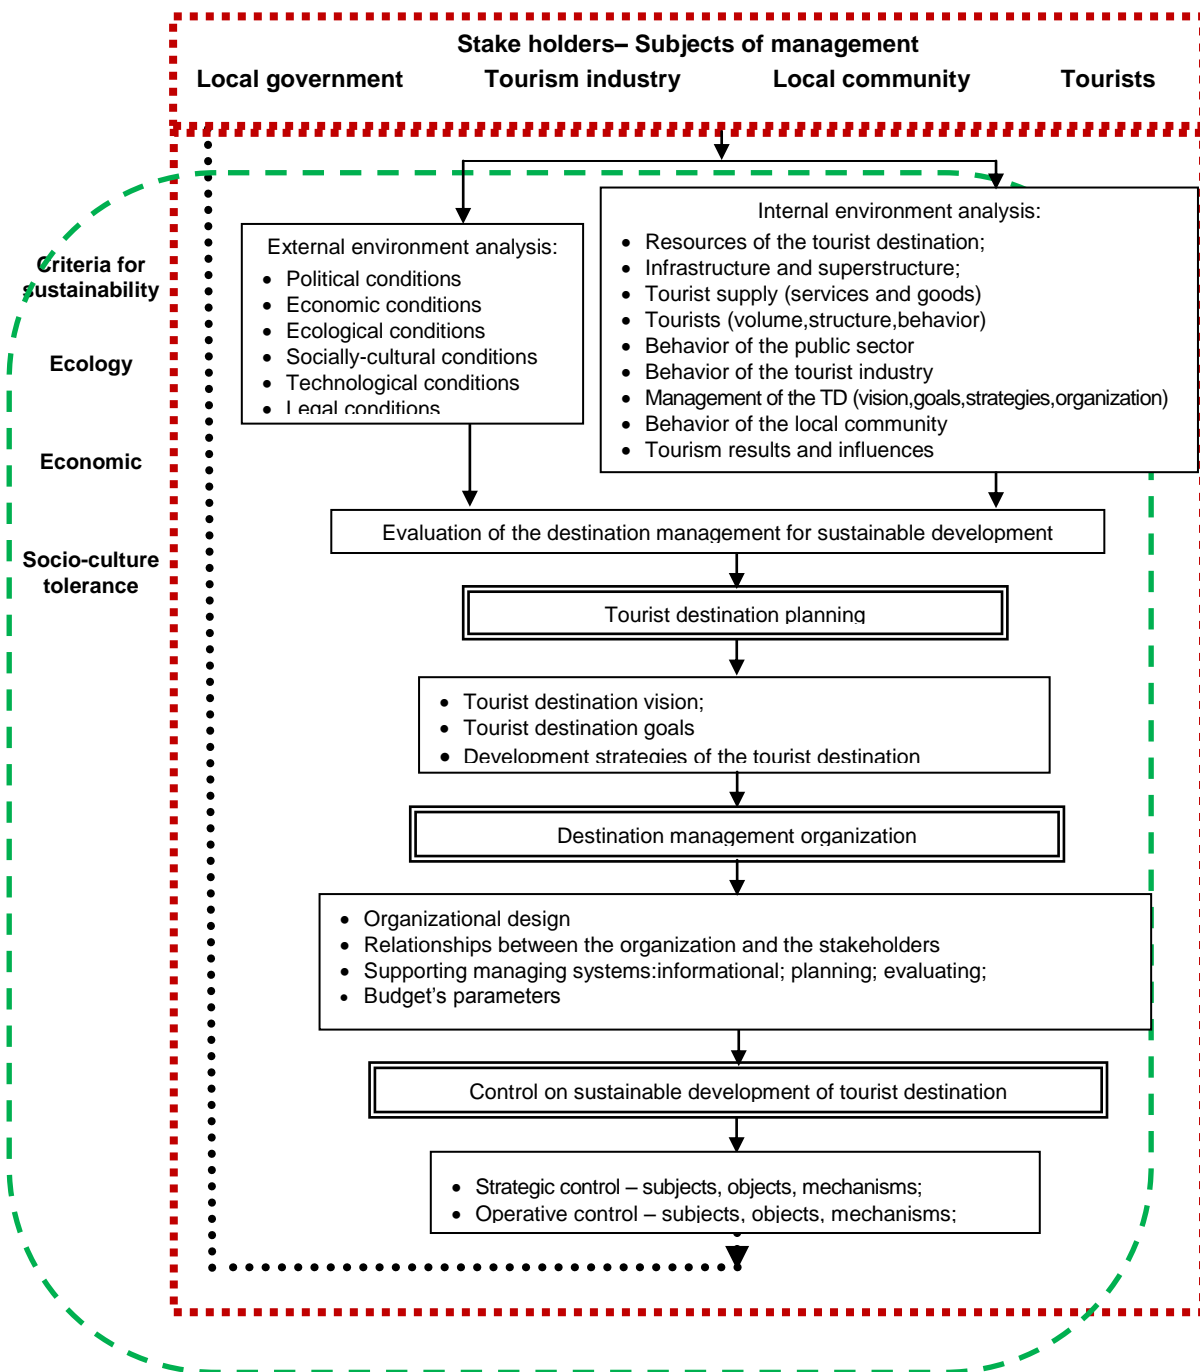 Stake holders– Subjects of management
Local government Tourism industry Local community Tourists
Criteria for
sustainability
Ecology
Economic
Socio-culture
tolerance
External environment analysis:
• Political conditions
• Economic conditions
• Ecological conditions
• Socially-cultural conditions
• Technological conditions
• Legal conditions
Internal environment analysis:
• Resources of the tourist destination;
• Infrastructure and superstructure;
• Tourist supply (services and goods)
• Tourists (volume,structure,behavior)
• Behavior of the public sector
• Behavior of the tourist industry
• Management of the TD (vision,goals,strategies,organization)
• Behavior of the local community
• Tourism results and influences
Evaluation of the destination management for sustainable development
Tourist destination planning
• Tourist destination vision;
• Tourist destination goals
• Development strategies of the tourist destination
Destination management organization
• Organizational design
• Relationships between the organization and the stakeholders
• Supporting managing systems:informational; planning; evaluating;
• Budget’s parameters
Control on sustainable development of tourist destination
• Strategic control – subjects, objects, mechanisms;
• Operative control – subjects, objects, mechanisms;